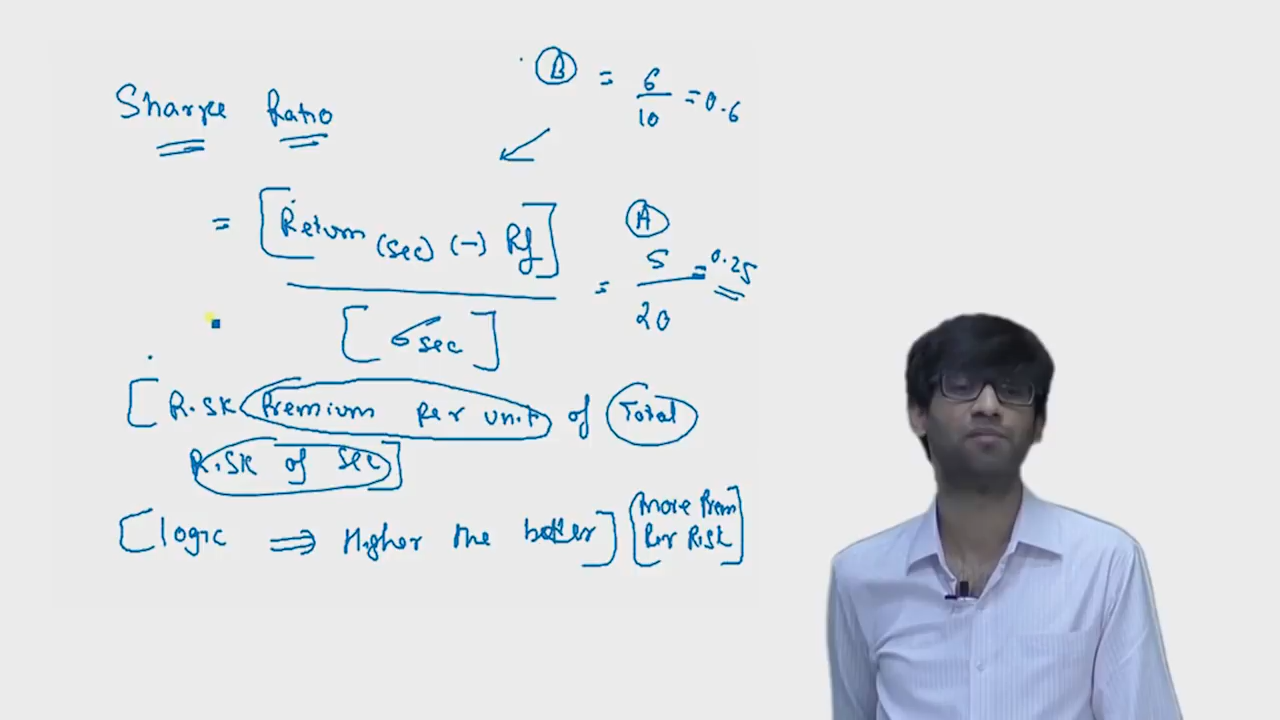 B = 6/10 = 0.6
Sharpe Ratio
= [Return (sec) (-) Rf] / [σ sec] = A 5/20 = 0.25
[Risk Premium per unit of Total
Risk of sec]
[logic ⇒ Higher the better] [more Prem
Per Risk]